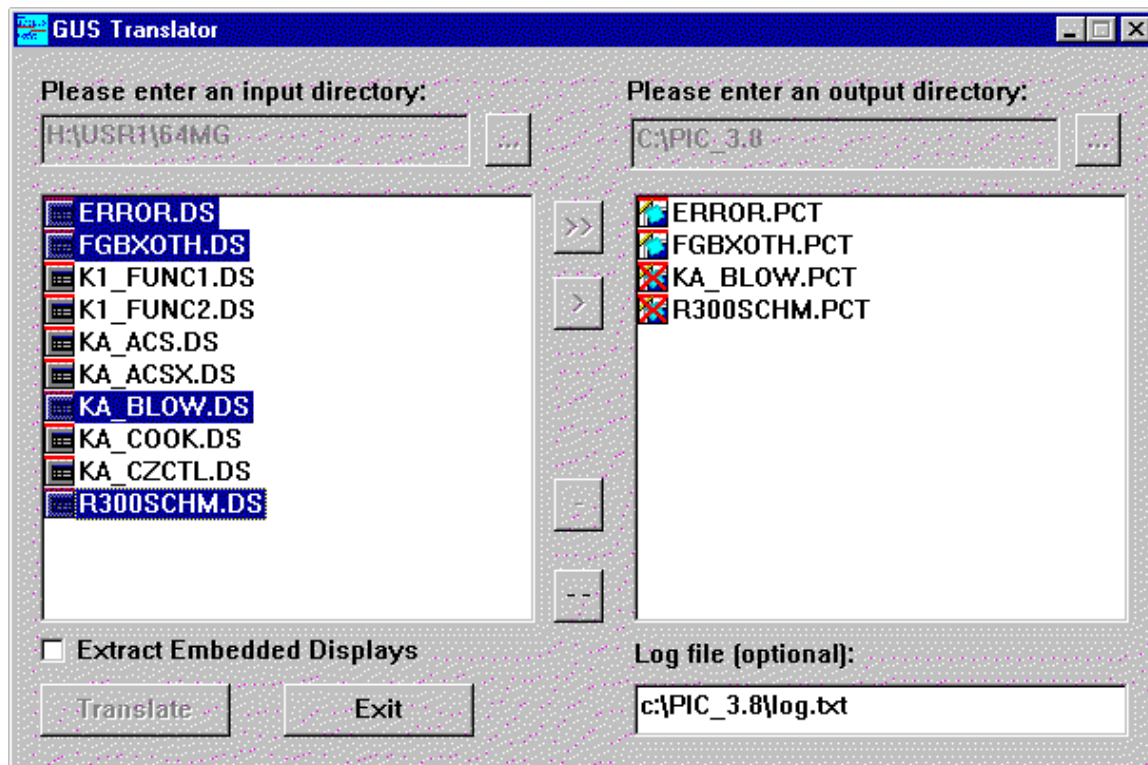 GUS Translator
Please enter an input directory:
H:\USR1\64MG
...
Please enter an output directory:
C:\PIC_3.8
...
ERROR.DS
FGBXOTH.DS
K1_FUNC1.DS
K1_FUNC2.DS
KA_ACS.DS
KA_ACSX.DS
KA_BLOW.DS
KA_COOK.DS
KA_CZCTL.DS
R300SCHM.DS
>>
>
-
--
ERROR.PCT
FGBXOTH.PCT
KA_BLOW.PCT
R300SCHM.PCT
Extract Embedded Displays
Translate
Exit
Log file (optional):
c:\PIC_3.8\log.txt